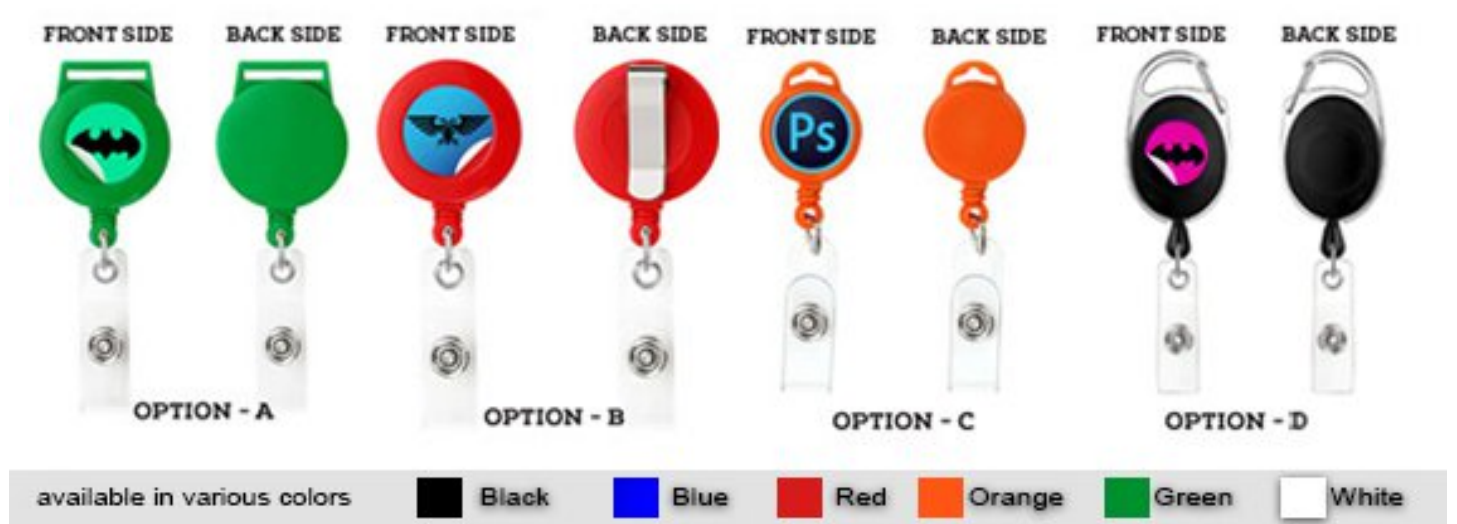 FRONT SIDE BACK SIDE FRONT SIDE BACK SIDE FRONT SIDE BACK SIDE FRONT SIDE BACK SIDE
Ps
OPTION - A OPTION - B OPTION - C OPTION - D
available in various colors Black Blue Red Orange Green White